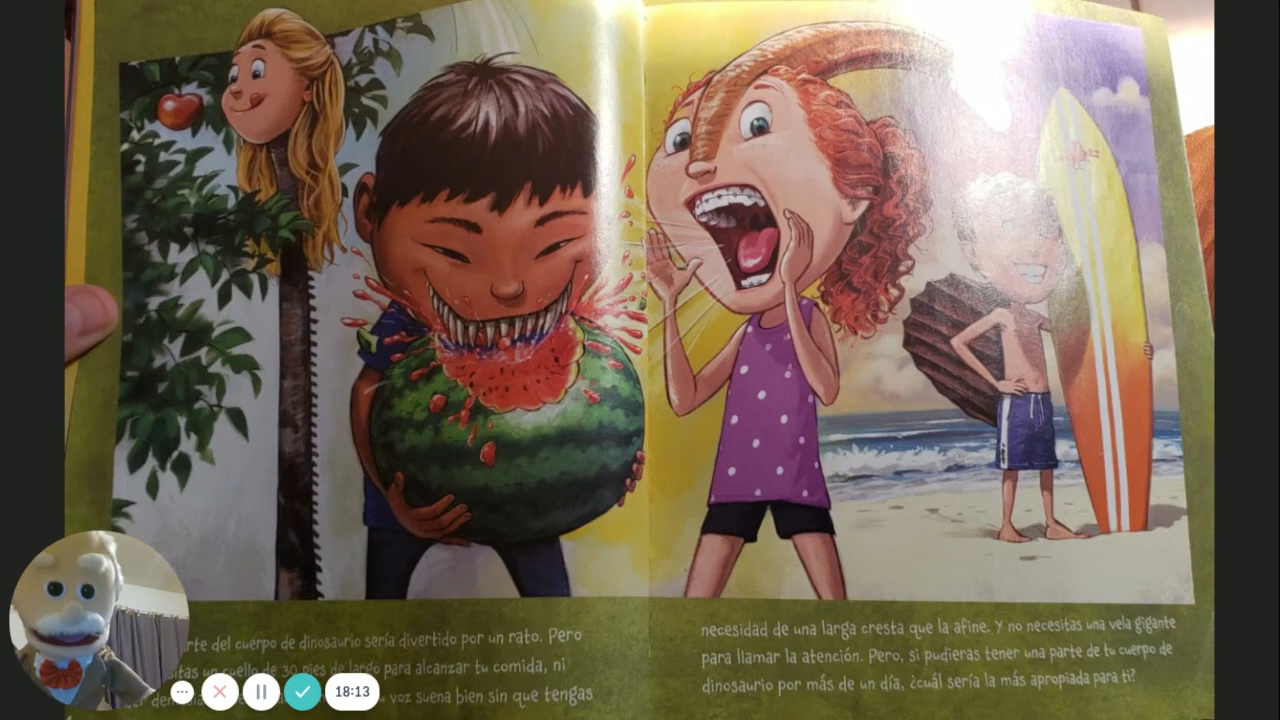 rte del cuerpo de dinosaurio sería divertido por un rato. Pero
itas un cuello de 30 pies de largo para alcanzar tu comida, ni
voz suena bien sin que tengas
necesidad de una larga cresta que la afine. Y no necesitas una vela gigante
para llamar la atención. Pero, si pudieras tener una parte de tu cuerpo de
dinosaurio por más de un día, ¿cuál sería la más apropiada para ti?
18:13